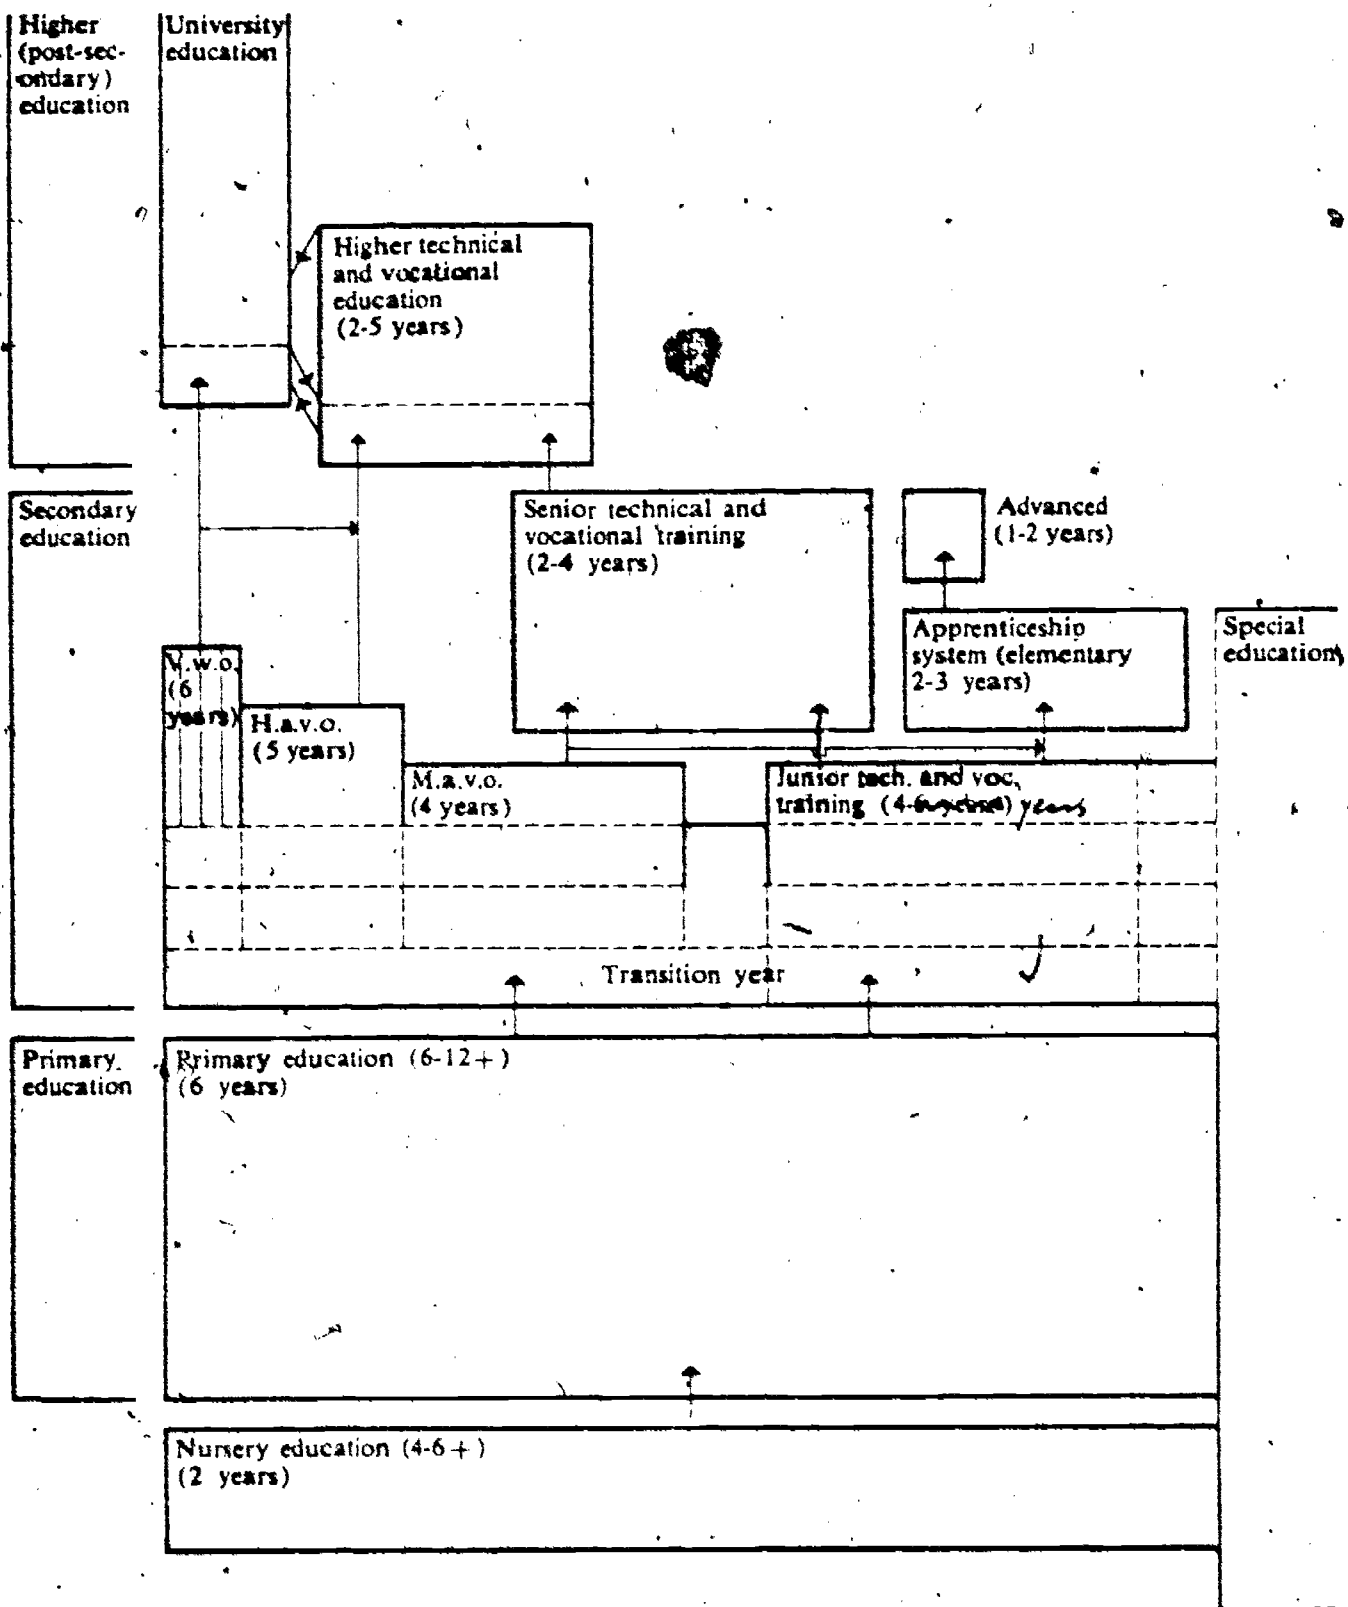 Higher
(post-sec-
ondary)
education
University
education
Higher technical
and vocational
education
(2-5 years)
Secondary
education
Senior technical and
vocational training
(2-4 years)
Advanced
(1-2 years)
Apprenticeship
system (elementary
2-3 years)
Special
education
V.w.o.
(6
years)
H.a.v.o.
(5 years)
M.a.v.o.
(4 years)
Junior tech. and voc.
training (4- years
Transition year
Primary
education
Primary education (6-12+)
(6 years)
Nursery education (4-6+)
(2 years)